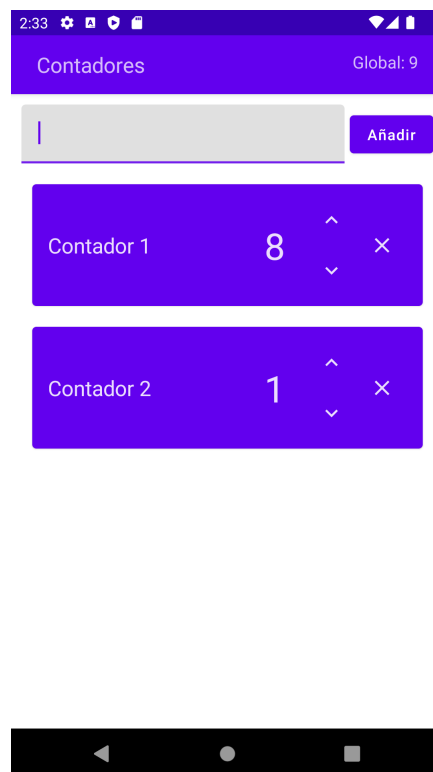 2:33
Contadores
Global: 9
Añadir
Contador 1
8
Contador 2
1